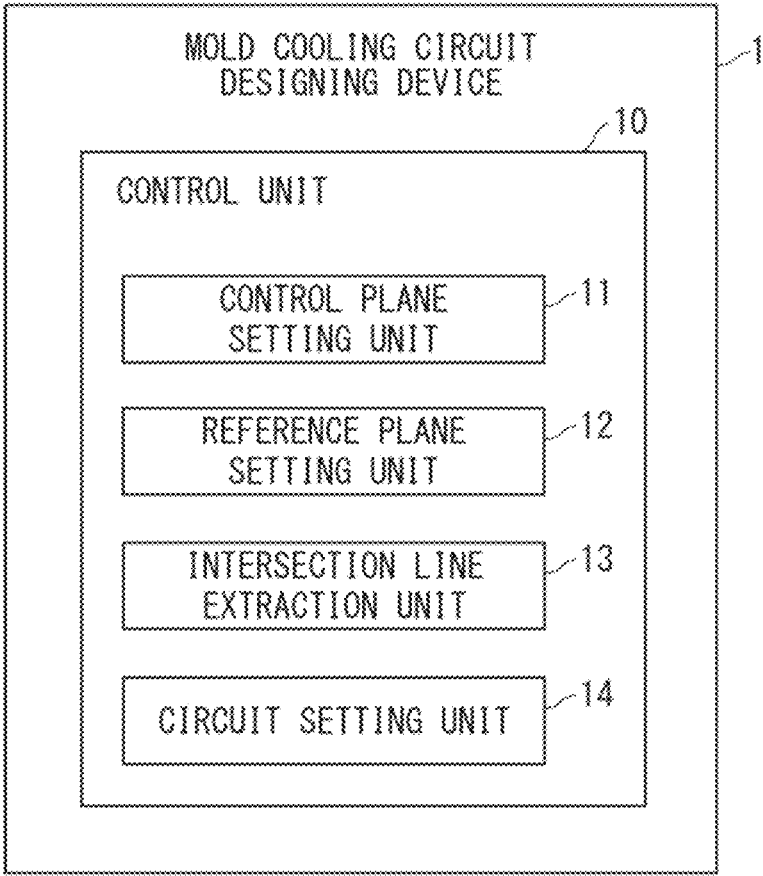 MOLD COOLING CIRCUIT
DESIGNING DEVICE
1
10
CONTROL UNIT
CONTROL PLANE
SETTING UNIT
11
REFERENCE PLANE
SETTING UNIT
12
INTERSECTION LINE
EXTRACTION UNIT
13
CIRCUIT SETTING UNIT
14